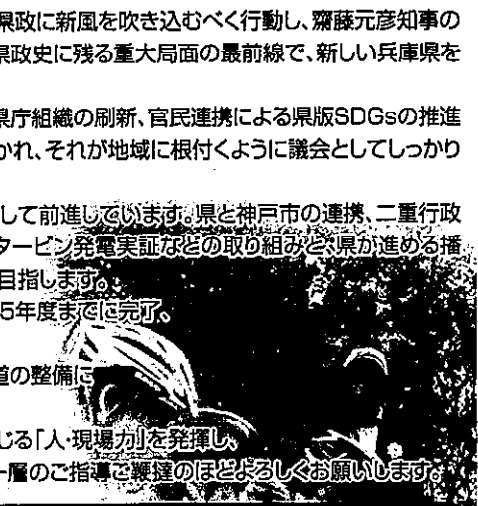 県政に新風を吹き込むべく行動し、齋藤元彦知事の
県政史に残る重大局面の最前線で、新しい兵庫県を
県庁組織の刷新、官民連携による県版SDGsの推進
かれ、それが地域に根付くように議会としてしっかり
して前進しています。県と神戸市の連携、二重行政
タービン発電実証などの取り組みと、県が進める播
目指します。
5年度までに完了、
道の整備に
じる「人・現場力」を発揮し、
一層のご指導ご鞭撻のほどよろしくお願いします。